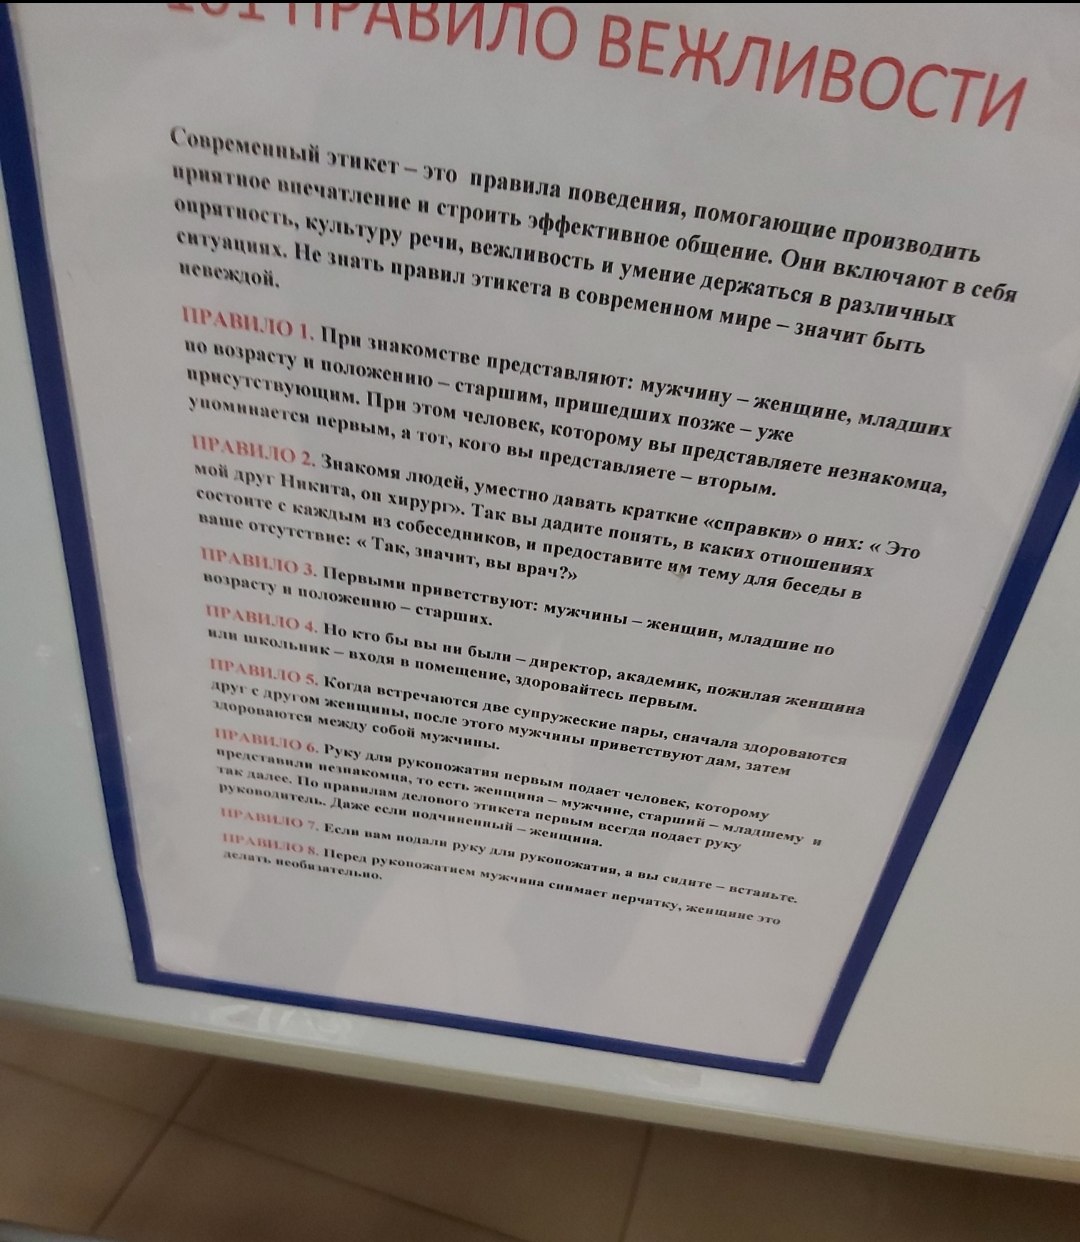 101 ПРАВИЛО ВЕЖЛИВОСТИ
Современный этикет – это правила поведения, помогающие производить
приятное впечатление и строить эффективное общение. Они включают в себя
опрятность, культуру речи, вежливость и умение держаться в различных
ситуациях. Не знать правил этикета в современном мире – значит быть
невеждой.
ПРАВИЛО 1. При знакомстве представляют: мужчину – женщине, младших
по возрасту и положению – старшим, пришедших позже – уже
присутствующим. При этом человек, которому вы представляете незнакомца,
упоминается первым, а тот, кого вы представляете – вторым.
ПРАВИЛО 2. Знакомя людей, уместно давать краткие «справки» о них: « Это
мой друг Никита, он хирург». Так вы дадите понять, в каких отношениях
состоите с каждым из собеседников, и предоставите им тему для беседы в
ваше отсутствие: « Так, значит, вы врач?»
ПРАВИЛО 3. Первыми приветствуют: мужчины – женщин, младшие по
возрасту и положению – старших.
ПРАВИЛО 4. Но кто бы вы ни были – директор, академик, пожилая женщина
или школьник – входя в помещение, здоровайтесь первым.
ПРАВИЛО 5. Когда встречаются две супружеские пары, сначала здороваются
друг с другом женщины, после этого мужчины приветствуют дам, затем
здороваются между собой мужчины.
ПРАВИЛО 6. Руку для рукопожатия первым подает человек, которому
представили незнакомца, то есть женщина – мужчине, старший – младшему и
так далее. По правилам делового этикета первым всегда подает руку
руководитель. Даже если подчиненный – женщина.
ПРАВИЛО 7. Если вам подали руку для рукопожатия, а вы сидите – встаньте.
ПРАВИЛО 8. Перед рукопожатием мужчина снимает перчатку, женщине это
делать необязательно.